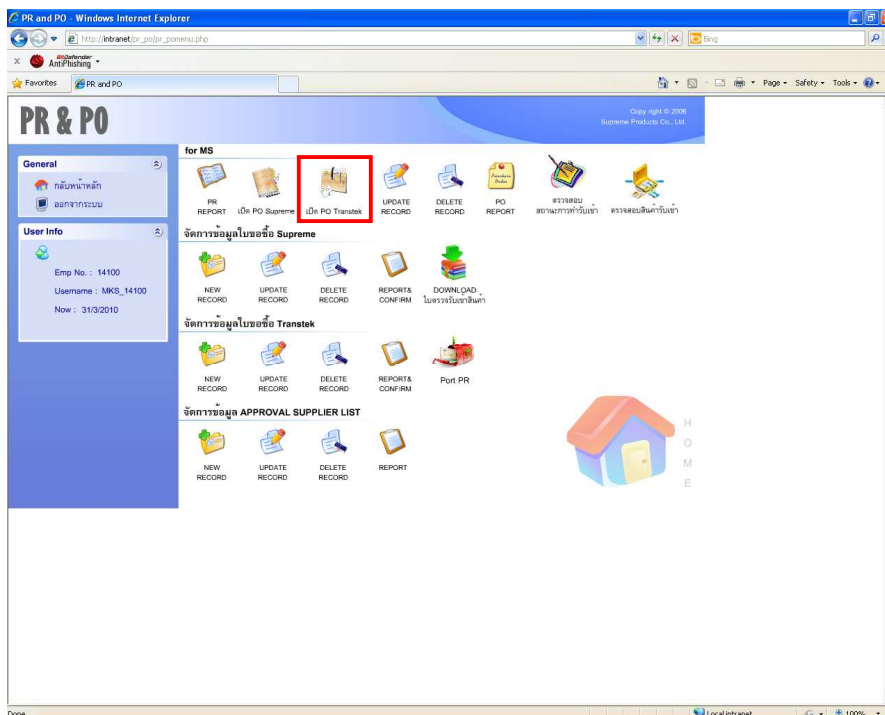 PR and PO - Windows Internet Explorer
http://intranet/pr_po/pr_pomenu.php
Bing
x BitDefender AntiPhishing
Favorites PR and PO Page Safety Tools
PR & PO
Copy right © 2006
Supreme Products Co., Ltd.
General
กลับหน้าหลัก
ออกจากระบบ
User Info
Emp No. : 14100
Username : MKS_14100
Now : 31/3/2010
for MS
PR REPORT
เปิด PO Supreme
เปิด PO Transtek
UPDATE RECORD
DELETE RECORD
PO REPORT
ตรวจสอบ
สถานะการทำรับเข้า
ตรวจสอบสินค้ารับเข้า
จัดการข้อมูลใบขอซื้อ Supreme
NEW RECORD
UPDATE RECORD
DELETE RECORD
REPORT& CONFIRM
DOWNLOAD
ใบตรวจรับเข้าสินค้า
จัดการข้อมูลใบขอซื้อ Transtek
NEW RECORD
UPDATE RECORD
DELETE RECORD
REPORT& CONFIRM
Port PR
จัดการข้อมูล APPROVAL SUPPLIER LIST
NEW RECORD
UPDATE RECORD
DELETE RECORD
REPORT
H
O
M
E
Done
Local intranet
100%